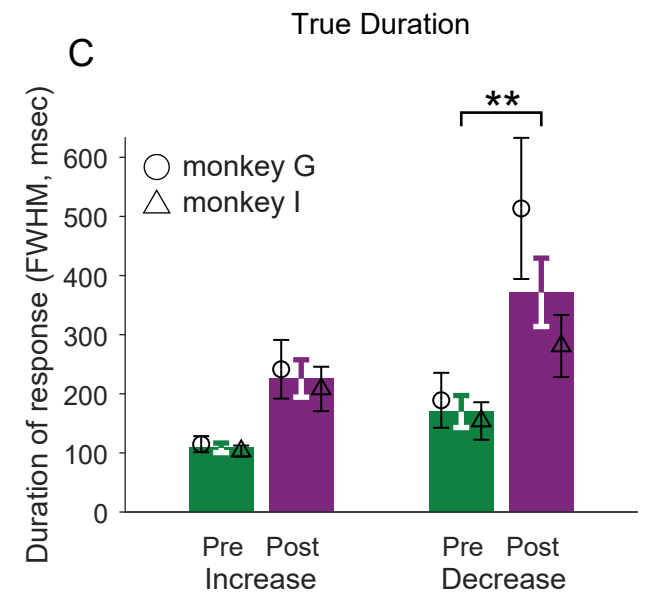 True Duration
C
Duration of response (FWHM, msec)
600
500
400
300
200
100
0
monkey G
monkey I
**
Pre Post Pre Post
Increase Decrease